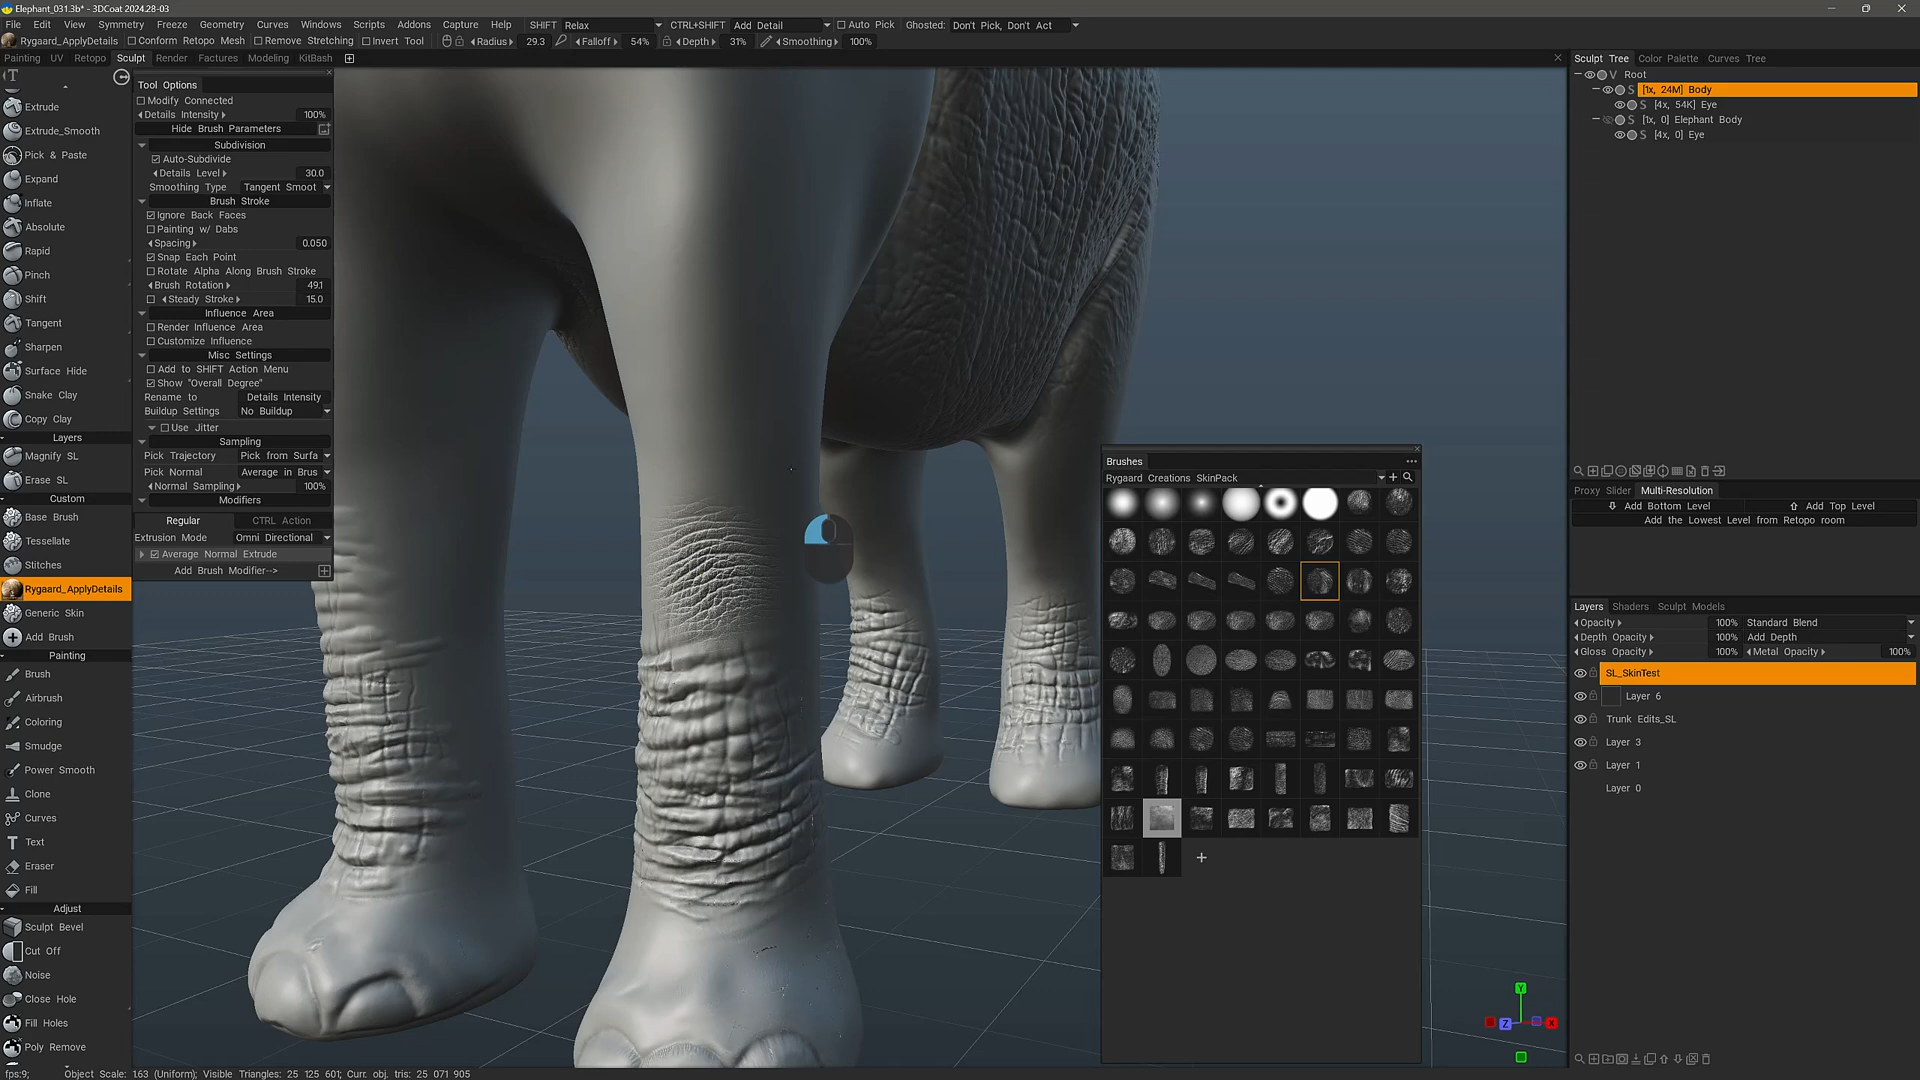 Elephant_031.3b* - 3DCoat 2024.28-03
File Edit View Symmetry Freeze Geometry Curves Windows Scripts Addons Capture Help SHIFT Relax CTRL+SHIFT Add Detail Auto Pick Ghosted: Don't Pick, Don't Act
Rygaard_ApplyDetails Conform Retopo Mesh Remove Stretching Invert Tool Radius 29.3 Falloff 54% Depth 31% Smoothing 100%
Painting UV Retopo Sculpt Render Factures Modeling KitBash
T
Extrude
Extrude_Smooth
Pick & Paste
Expand
Inflate
Absolute
Rapid
Pinch
Shift
Tangent
Sharpen
Surface Hide
Snake Clay
Copy Clay
Layers
Magnify SL
Erase SL
Custom
Base Brush
Tessellate
Stitches
Rygaard_ApplyDetails
Generic Skin
Add Brush
Painting
Brush
Airbrush
Coloring
Smudge
Power Smooth
Clone
Curves
Text
Eraser
Fill
Adjust
Sculpt Bevel
Cut Off
Noise
Close Hole
Fill Holes
Poly Remove
Tool Options
Modify Connected
Details Intensity 100%
Hide Brush Parameters
Subdivision
Auto-Subdivide
Details Level 30.0
Smoothing Type Tangent Smoot
Brush Stroke
Ignore Back Faces
Painting w/ Dabs
Spacing 0.050
Snap Each Point
Rotate Alpha Along Brush Stroke
Brush Rotation 49.1
Steady Stroke 15.0
Influence Area
Render Influence Area
Customize Influence
Misc Settings
Add to SHIFT Action Menu
Show "Overall Degree"
Rename to Details Intensity
Buildup Settings No Buildup
Use Jitter
Sampling
Pick Trajectory Pick from Surfa
Pick Normal Average in Brus
Normal Sampling 100%
Modifiers
Regular CTRL Action
Extrusion Mode Omni Directional
Average Normal Extrude
Add Brush Modifier-->
Brushes
Rygaard Creations SkinPack
Sculpt Tree Color Palette Curves Tree
V Root
S [1x, 24M] Body
S [4x, 54K] Eye
S [1x, 0] Elephant Body
S [4x, 0] Eye
Proxy Slider Multi-Resolution
Add Bottom Level Add Top Level
Add the Lowest Level from Retopo room
Layers Shaders Sculpt Models
Opacity 100% Standard Blend
Depth Opacity 100% Add Depth
Gloss Opacity 100% Metal Opacity 100%
SL_SkinTest
Layer 6
Trunk Edits_SL
Layer 3
Layer 1
Layer 0
Y
Z X
fps:9; Object Scale: 1.63 (Uniform); Visible Triangles: 25 125 601; Curr. obj. tris: 25 071 905